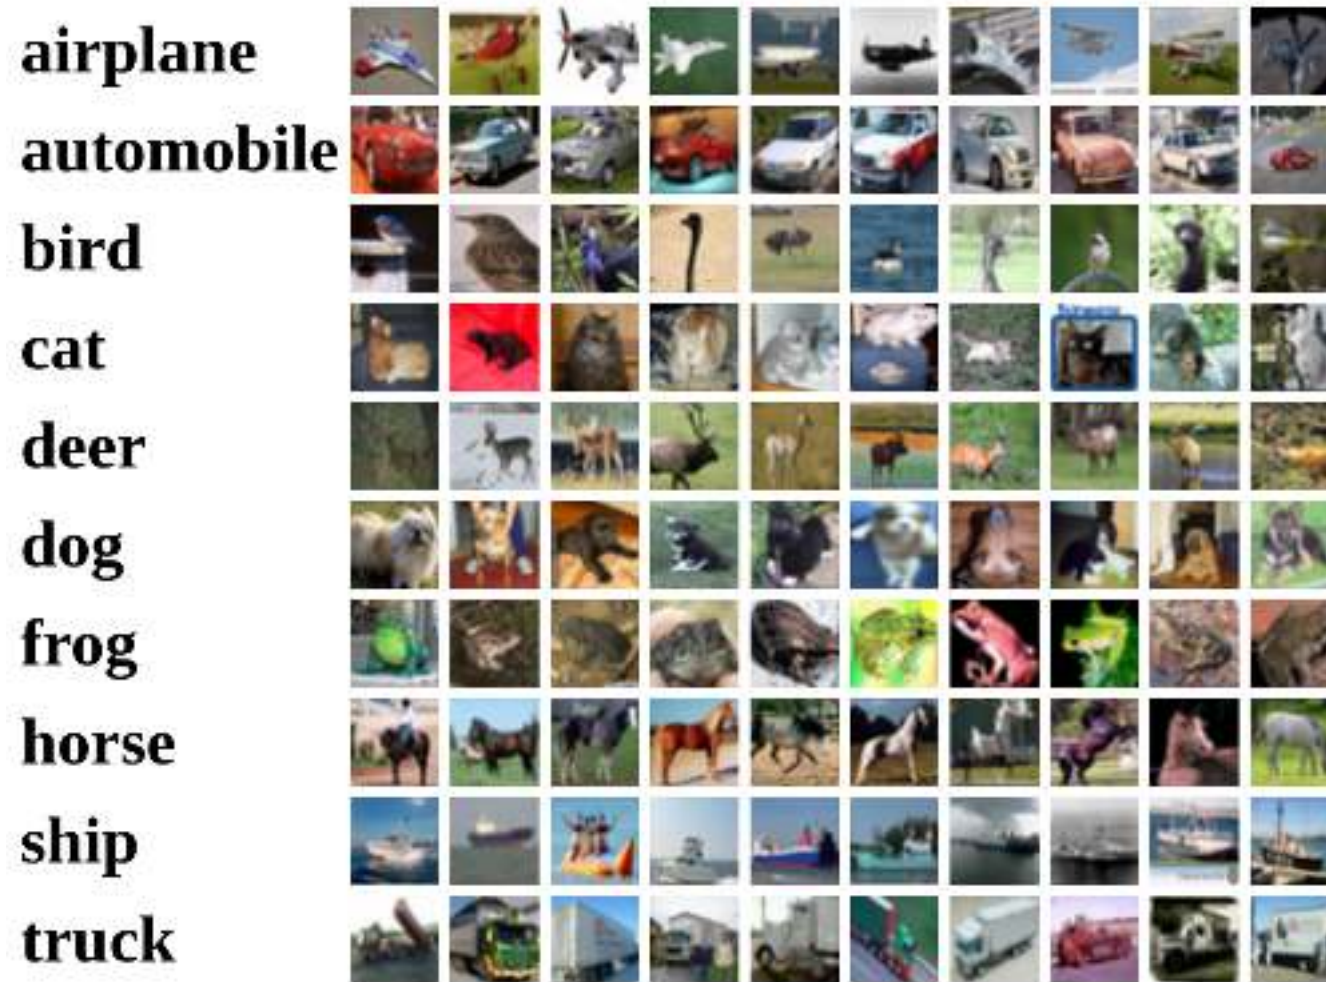 airplane
automobile
bird
cat
deer
dog
frog
horse
ship
truck